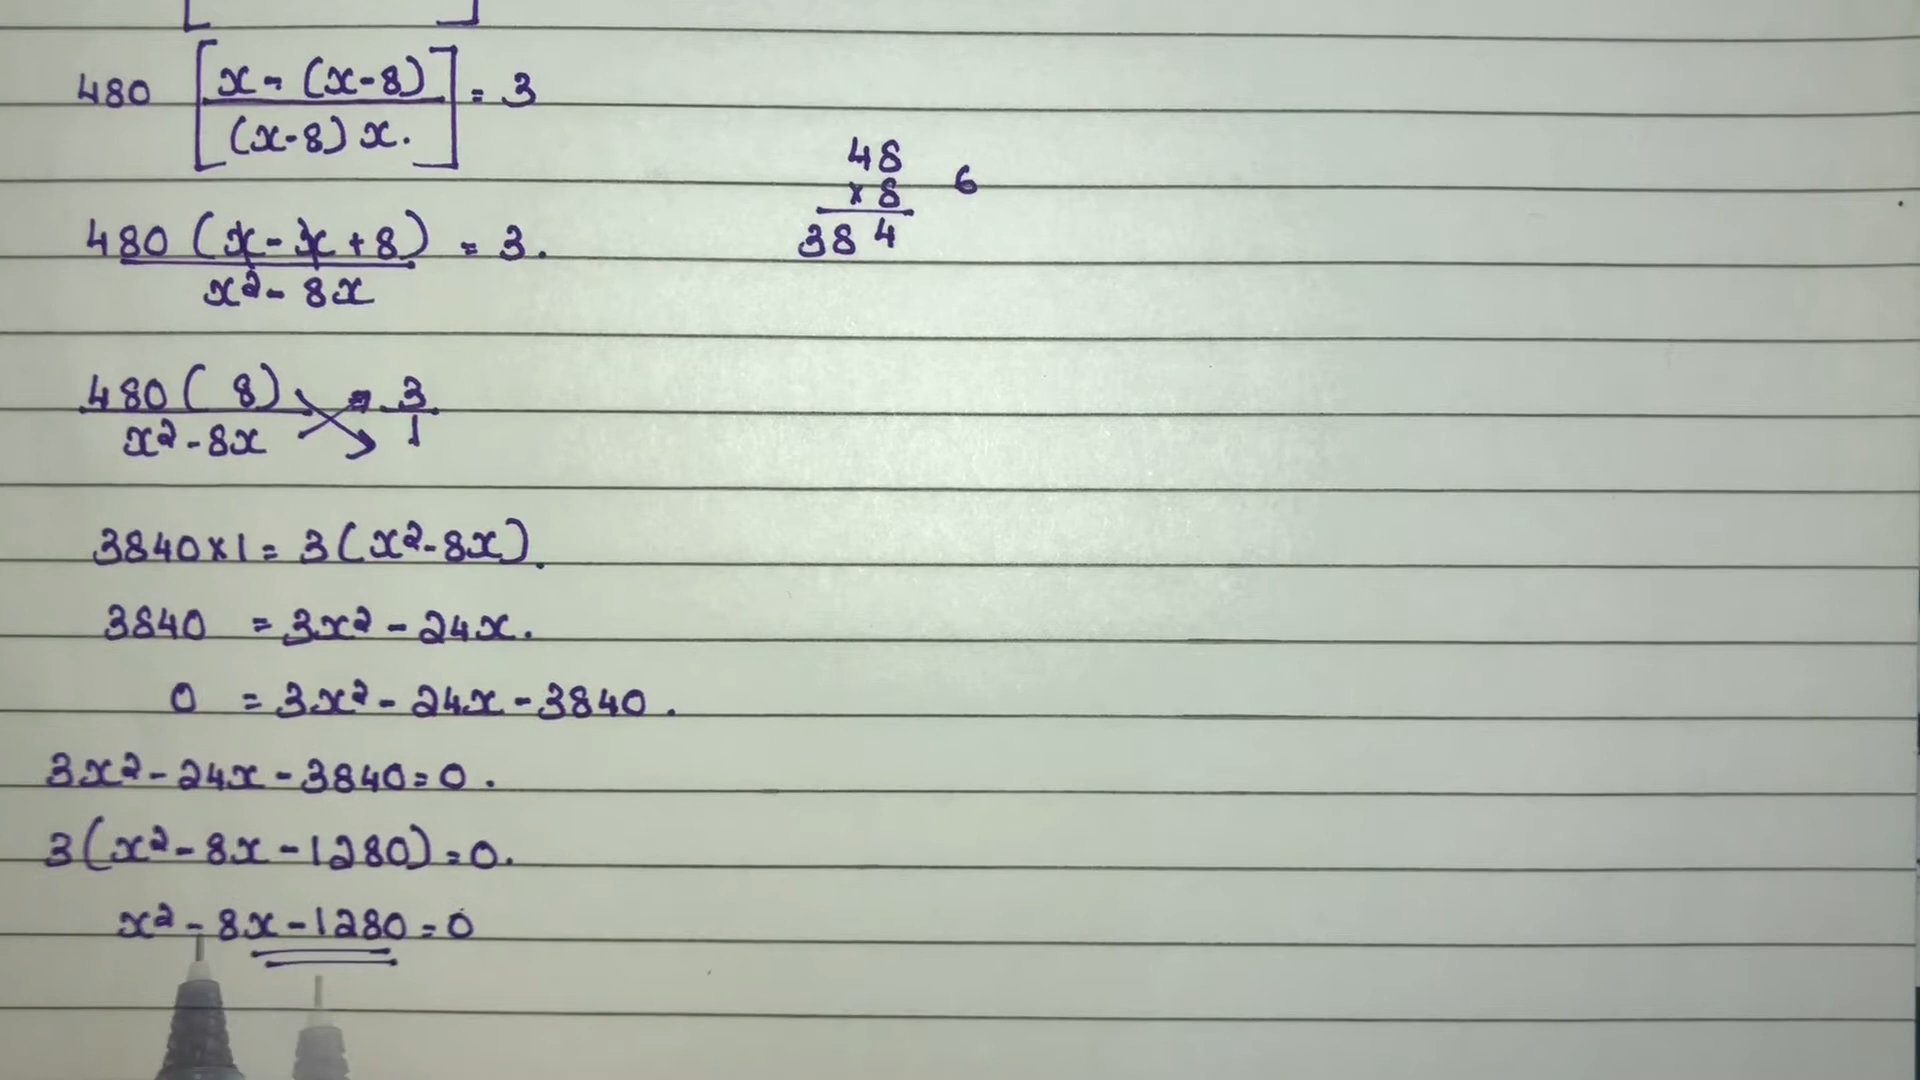 480 [x - (x-8) / (x-8) x.] = 3
480 (x - x + 8) / x² - 8x = 3.
480 ( 8) / x² - 8x = 3 / 1
3840 x 1 = 3 (x² - 8x).
3840 = 3x² - 24x.
0 = 3x² - 24x - 3840.
3x² - 24x - 3840 = 0.
3 (x² - 8x - 1280) = 0.
x² - 8x - 1280 = 0
48
x 8
6
384